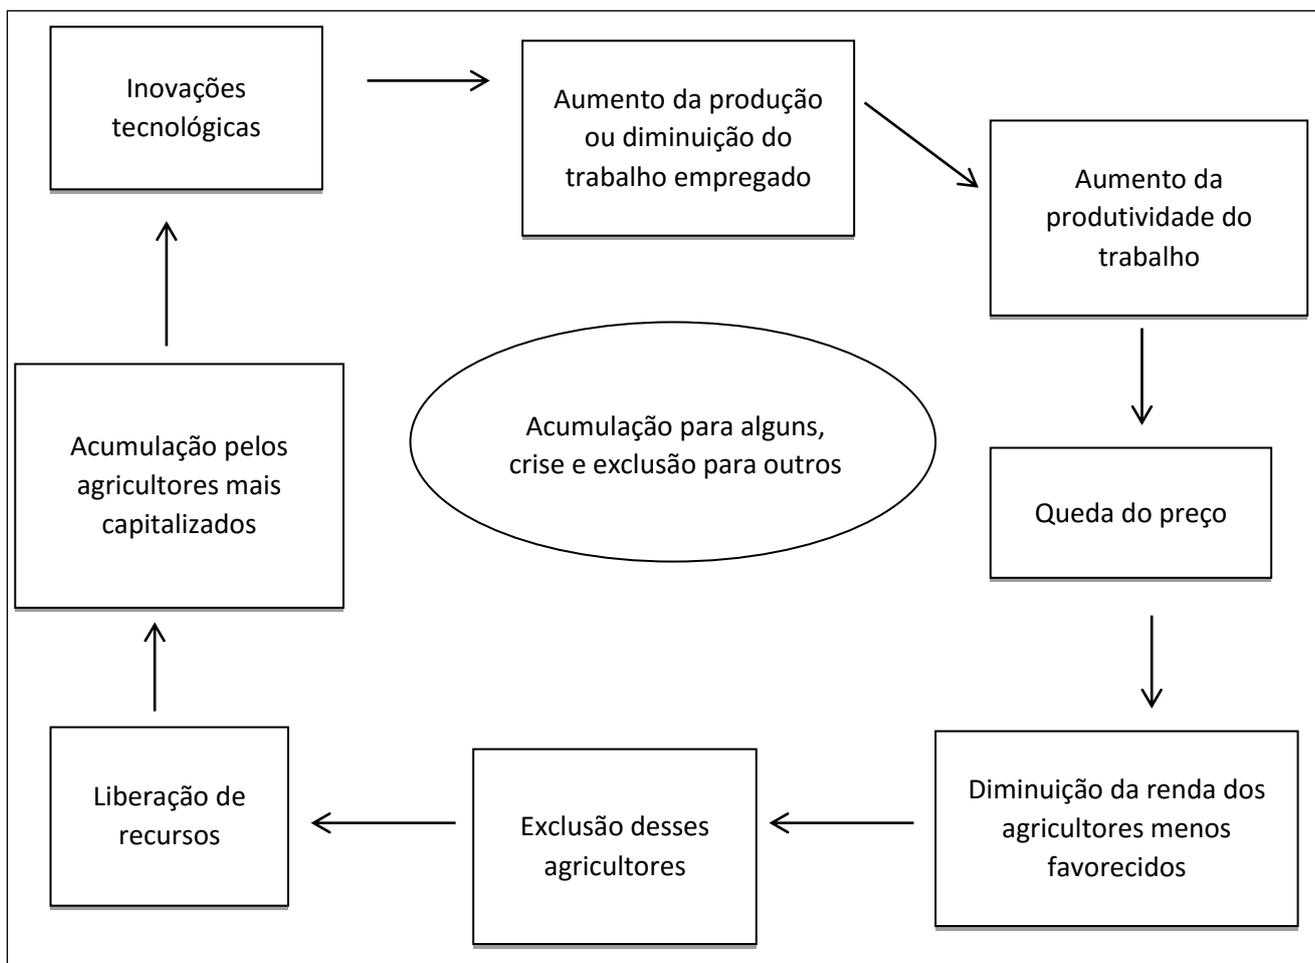 Inovações
tecnológicas
Aumento da produção
ou diminuição do
trabalho empregado
Aumento da
produtividade do
trabalho
Queda do preço
Diminuição da renda dos
agricultores menos
favorecidos
Exclusão desses
agricultores
Liberação de
recursos
Acumulação pelos
agricultores mais
capitalizados
Acumulação para alguns,
crise e exclusão para outros